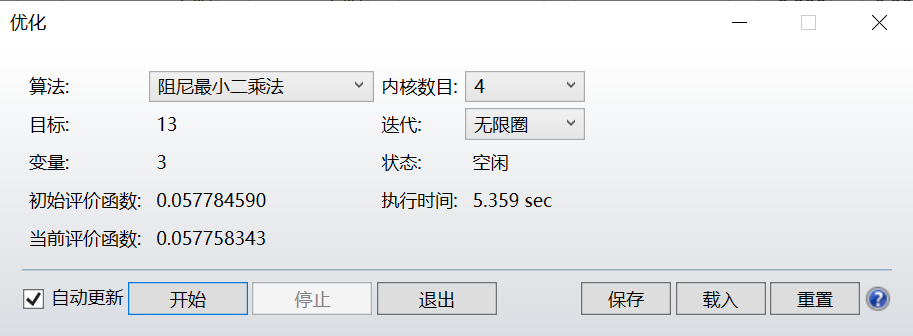 优化
算法: 阻尼最小二乘法 内核数目: 4
目标: 13 迭代: 无限圈
变量: 3 状态: 空闲
初始评价函数: 0.057784590 执行时间: 5.359 sec
当前评价函数: 0.057758343
自动更新 开始 停止 退出 保存 载入 重置 ?